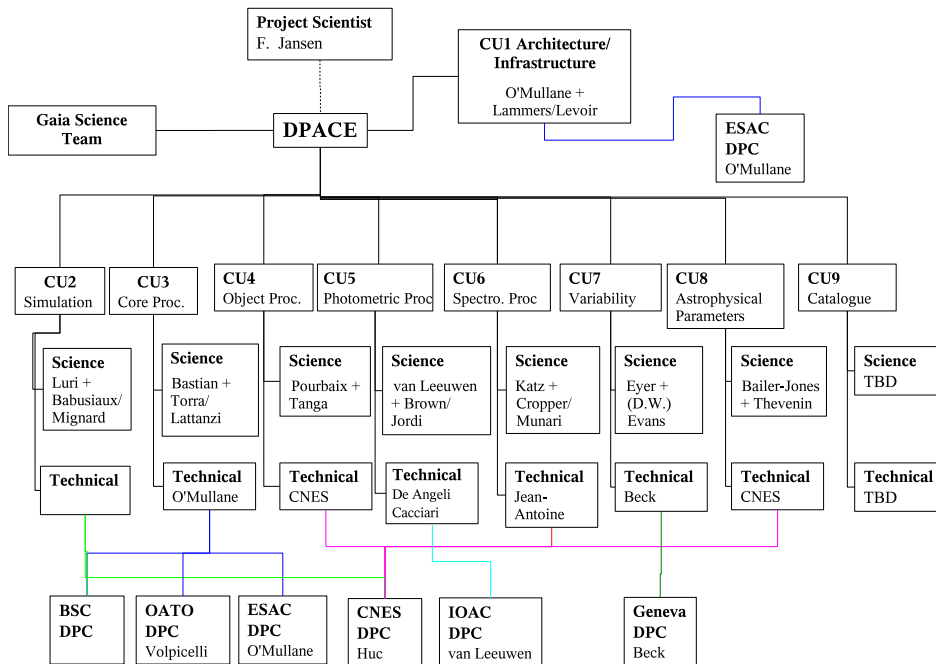 Project Scientist
F. Jansen
CU1 Architecture/
Infrastructure
O'Mullane +
Lammers/Levoir
Gaia Science
Team
DPACE
ESAC
DPC
O'Mullane
CU2
Simulation
CU3
Core Proc.
CU4
Object Proc.
CU5
Photometric Proc
CU6
Spectro. Proc
CU7
Variability
CU8
Astrophysical
Parameters
CU9
Catalogue
Science
Luri +
Babusiaux/
Mignard
Science
Bastian +
Torra/
Lattanzi
Science
Pourbaix +
Tanga
Science
van Leeuwen
+ Brown/
Jordi
Science
Katz +
Cropper/
Munari
Science
Eyer +
(D.W.)
Evans
Science
Bailer-Jones
+ Thevenin
Science
TBD
Technical
Technical
O'Mullane
Technical
CNES
Technical
De Angeli
Cacciari
Technical
Jean-
Antoine
Technical
Beck
Technical
CNES
Technical
TBD
BSC
DPC
OATO
DPC
Volpicelli
ESAC
DPC
O'Mullane
CNES
DPC
Huc
IOAC
DPC
van Leeuwen
Geneva
DPC
Beck